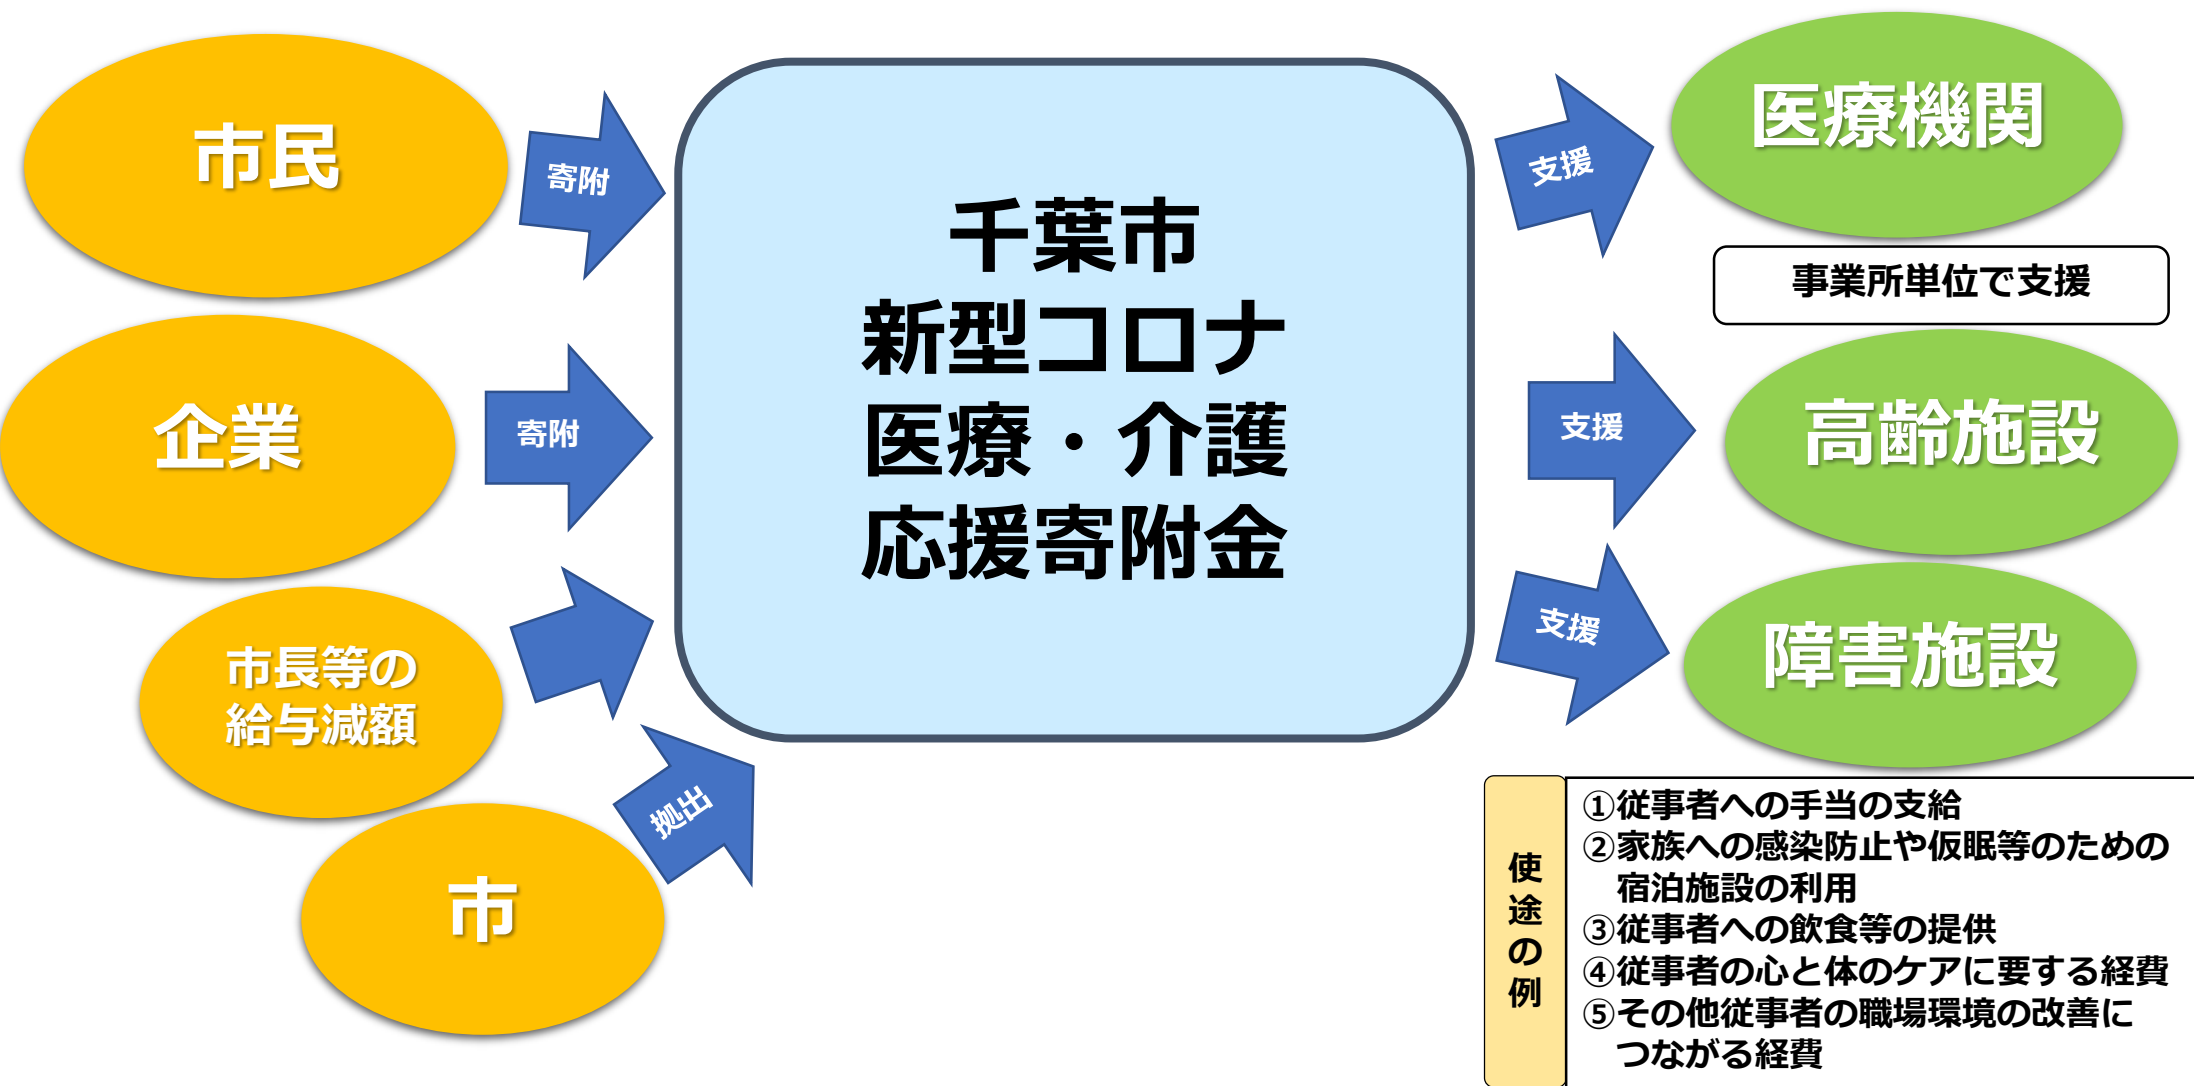 市民
寄附
企業
寄附
市長等の
給与減額
市
拠出
千葉市
新型コロナ
医療・介護
応援寄附金
支援
医療機関
事業所単位で支援
支援
高齢施設
支援
障害施設
使途の例
①従事者への手当の支給
②家族への感染防止や仮眠等のための
宿泊施設の利用
③従事者への飲食等の提供
④従事者の心と体のケアに要する経費
⑤その他従事者の職場環境の改善に
つながる経費